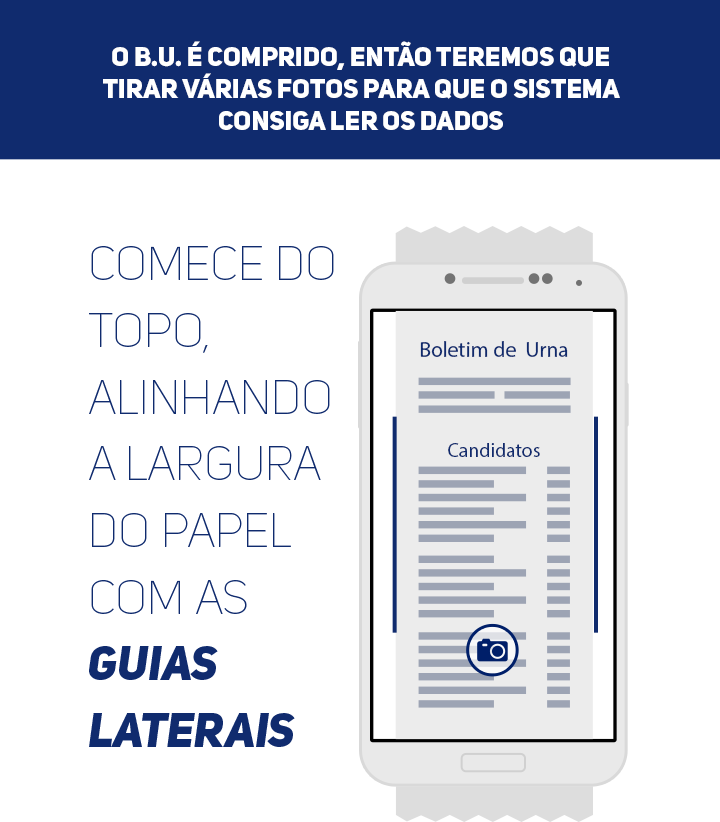 O B.U. É COMPRIDO, ENTÃO TEREMOS QUE
TIRAR VÁRIAS FOTOS PARA QUE O SISTEMA
CONSIGA LER OS DADOS
COMECE DO
TOPO,
ALINHANDO
A LARGURA
DO PAPEL
COM AS
GUIAS
LATERAIS
Boletim de Urna
Candidatos